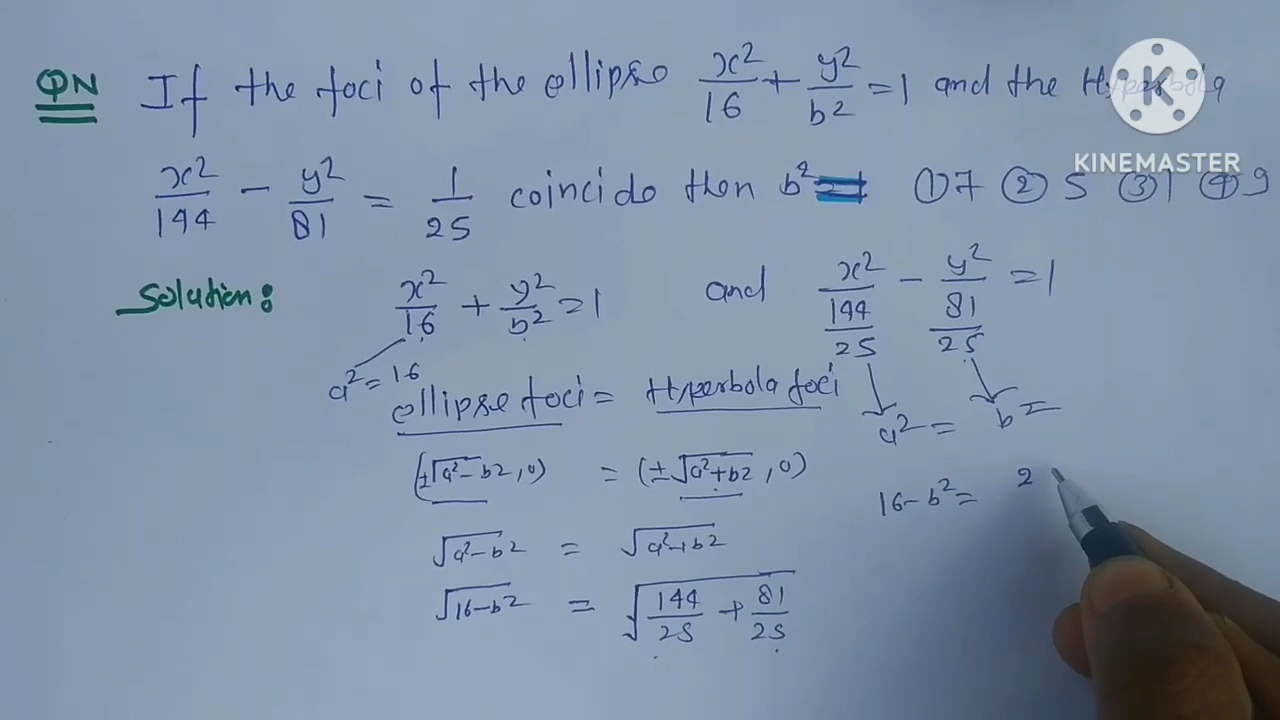 QN If the foci of the ellipse x²/16 + y²/b² = 1 and the Hyperbola
K
KINEMASTER
x²/144 - y²/81 = 1/25 coincide then b² = ① 7 ② 5 ③ 1 ④ 9
Solution: x²/16 + y²/b² = 1 and x²/(144/25) - y²/(81/25) = 1
a² = 16
ellipse foci = Hyperbola foci
a² = b² =
(±√(a²-b²), 0) = (±√(a²+b²), 0)
16-b² = 2
√(a²-b²) = √(a²+b²)
√(16-b²) = √(144/25 + 81/25)